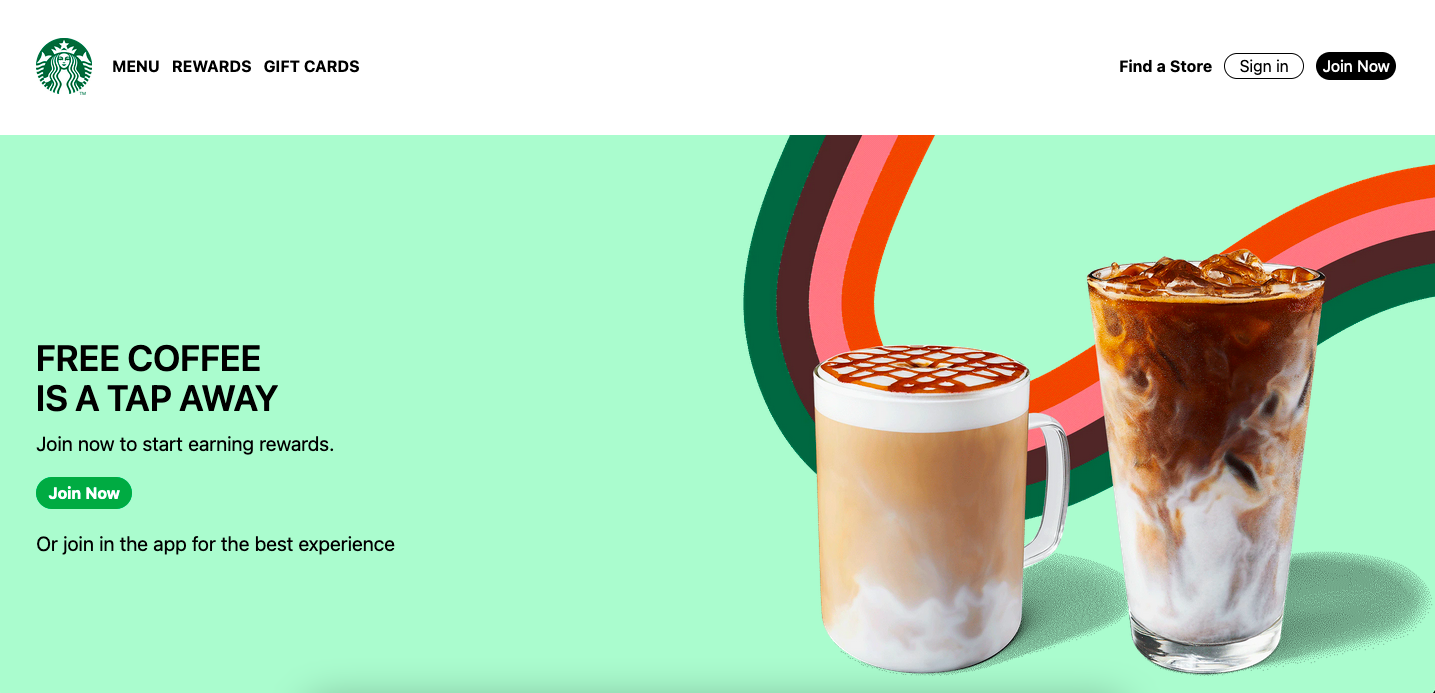 MENU REWARDS GIFT CARDS
Find a Store Sign in Join Now
FREE COFFEE
IS A TAP AWAY
Join now to start earning rewards.
Join Now
Or join in the app for the best experience
TM